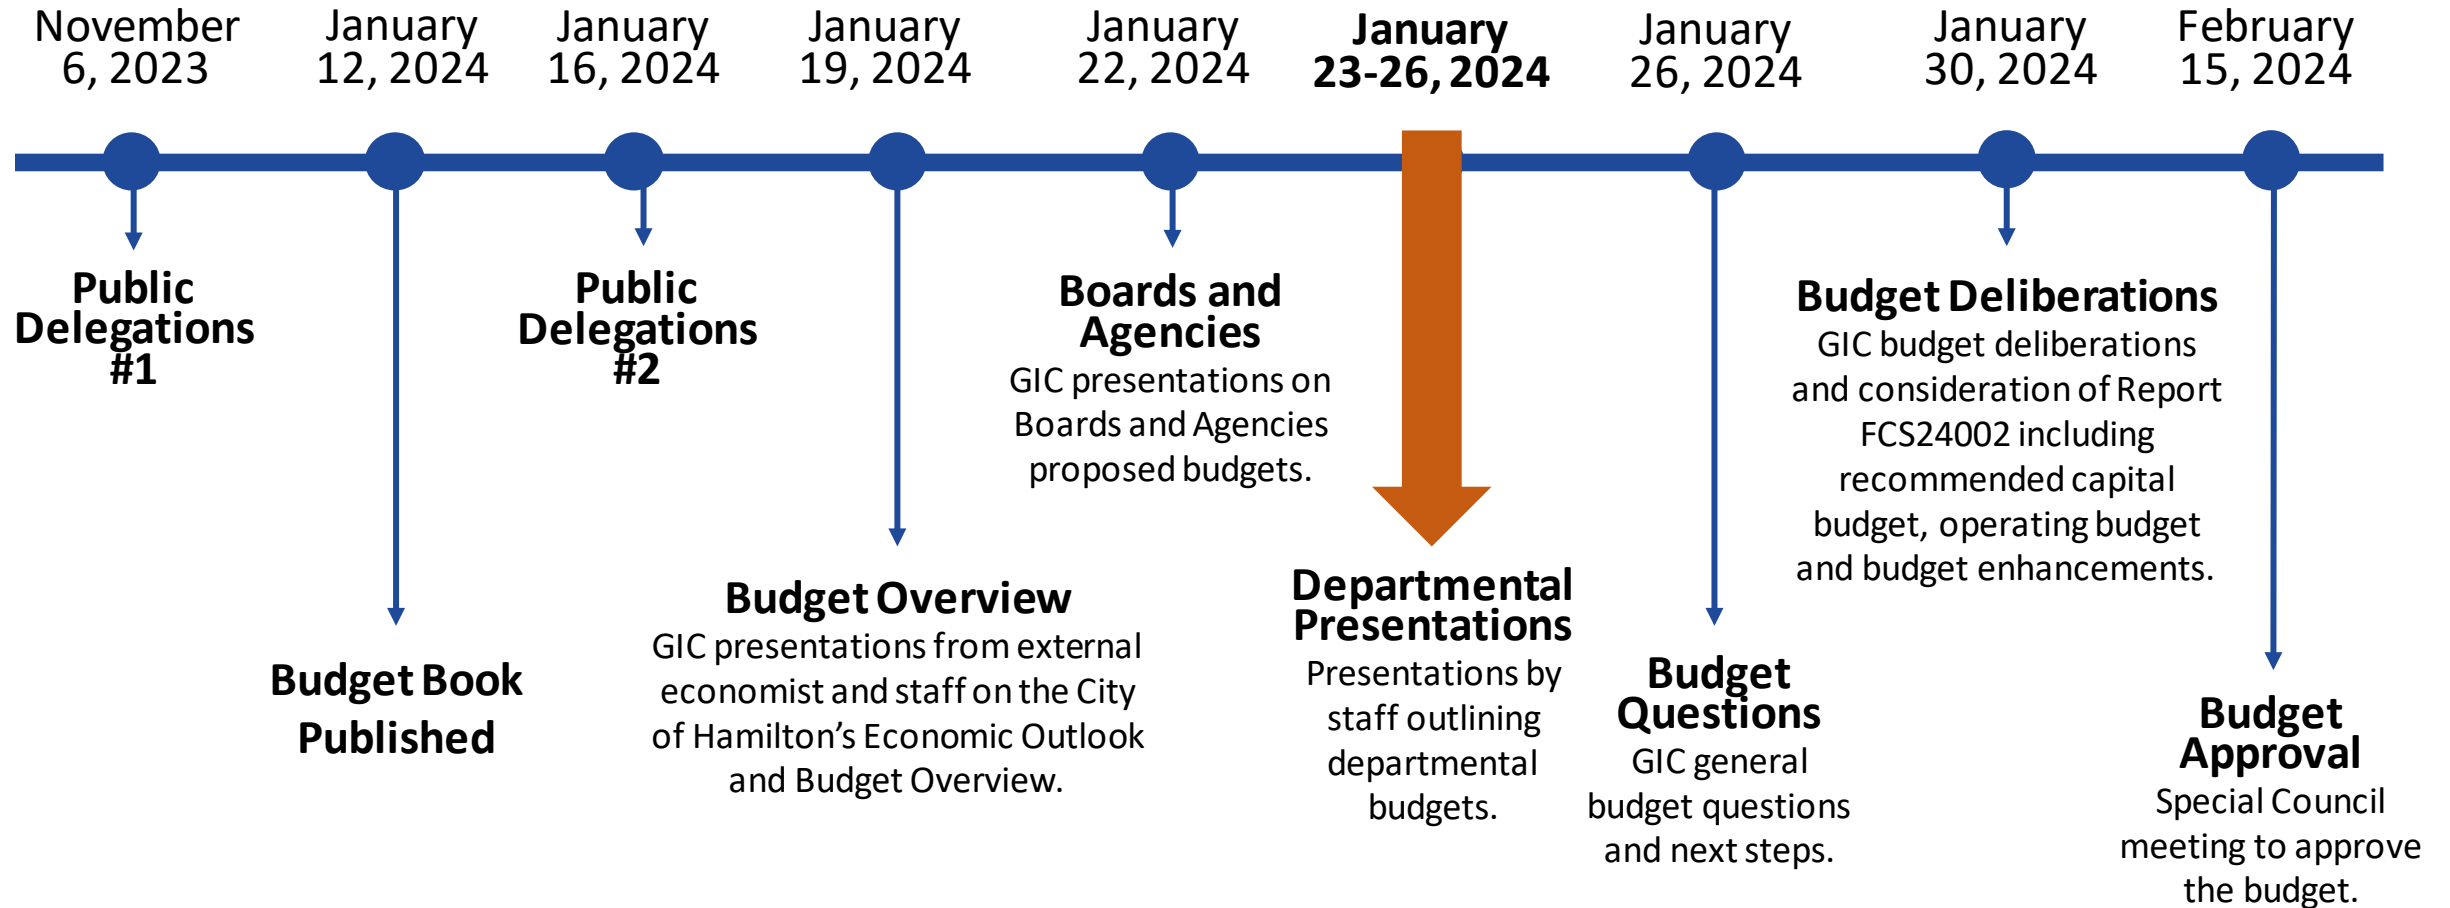 November
6, 2023
January
12, 2024
January
16, 2024
January
19, 2024
January
22, 2024
January
23-26, 2024
January
26, 2024
January
30, 2024
February
15, 2024
Public
Delegations
#1
Budget Book
Published
Public
Delegations
#2
Budget Overview
GIC presentations from external
economist and staff on the City
of Hamilton’s Economic Outlook
and Budget Overview.
Boards and
Agencies
GIC presentations on
Boards and Agencies
proposed budgets.
Departmental
Presentations
Presentations by
staff outlining
departmental
budgets.
Budget
Questions
GIC general
budget questions
and next steps.
Budget Deliberations
GIC budget deliberations
and consideration of Report
FCS24002 including
recommended capital
budget, operating budget
and budget enhancements.
Budget
Approval
Special Council
meeting to approve
the budget.